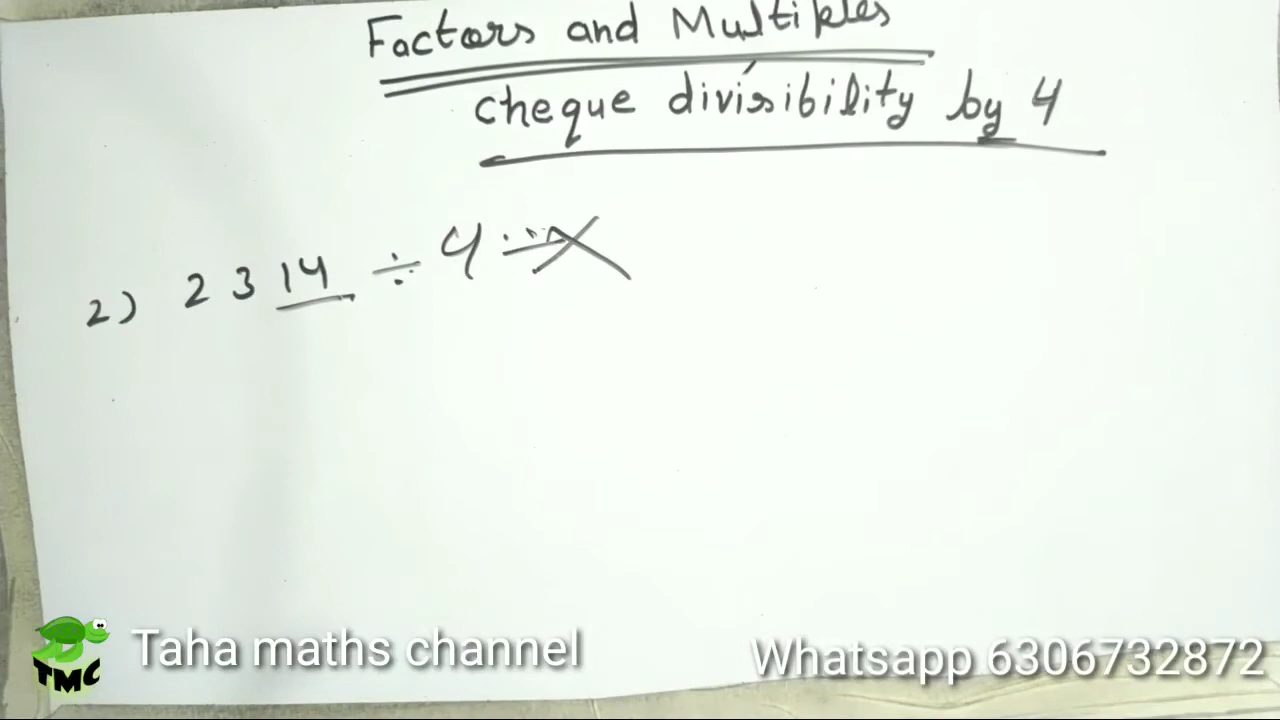 Factors and Multiples
cheque divisibility by 4
2) 2314 ÷ 4
TMC
Taha maths channel
Whatsapp 6306732872